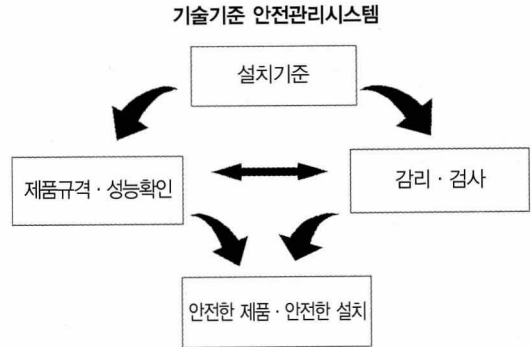 기술기준 안전관리시스템
설치기준
제품규격 · 성능확인
감리 · 검사
안전한 제품 · 안전한 설치